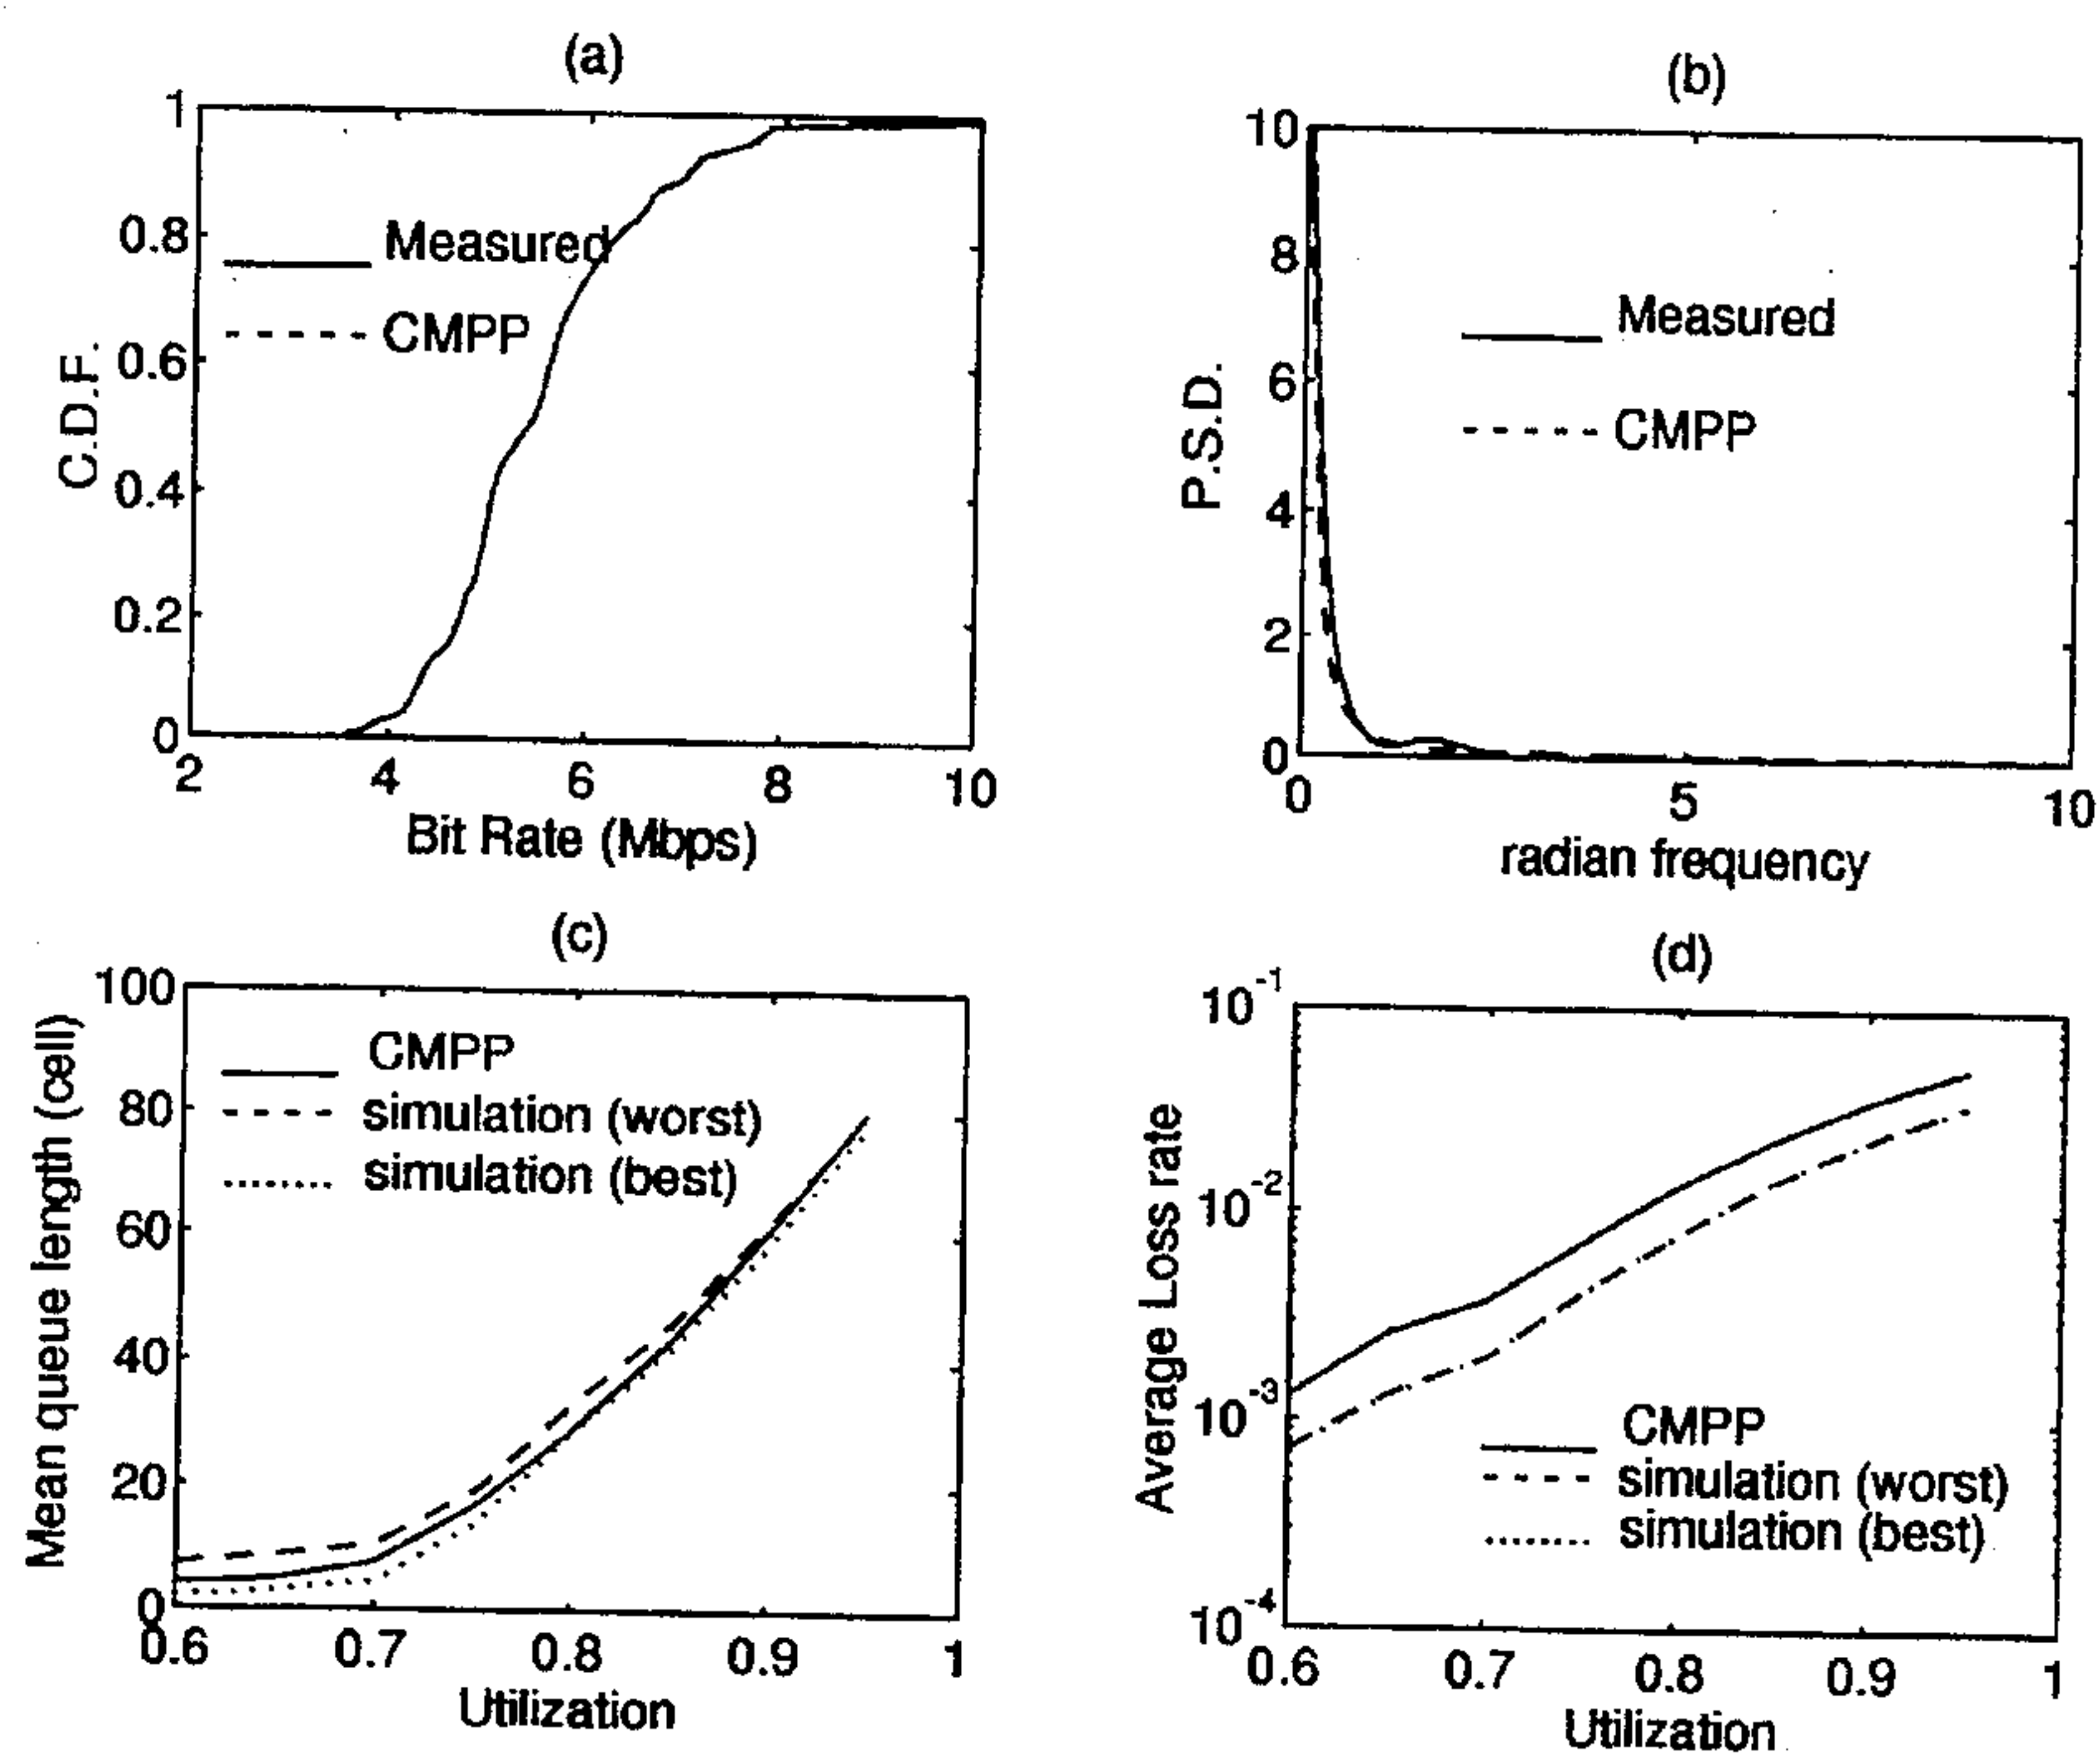 (a)
1
0.8
0.6
0.4
0.2
0
C.D.F.
Measured
CMPP
2 4 6 8 10
Bit Rate (Mbps)
(b)
10
8
6
4
2
0
P.S.D.
Measured
CMPP
0 5 10
radian frequency
(c)
100
80
60
40
20
0
Mean queue length (cell)
CMPP
simulation (worst)
simulation (best)
0.6 0.7 0.8 0.9 1
Utilization
(d)
10-1
10-2
10-3
10-4
Average Loss rate
CMPP
simulation (worst)
simulation (best)
0.6 0.7 0.8 0.9 1
Utilization